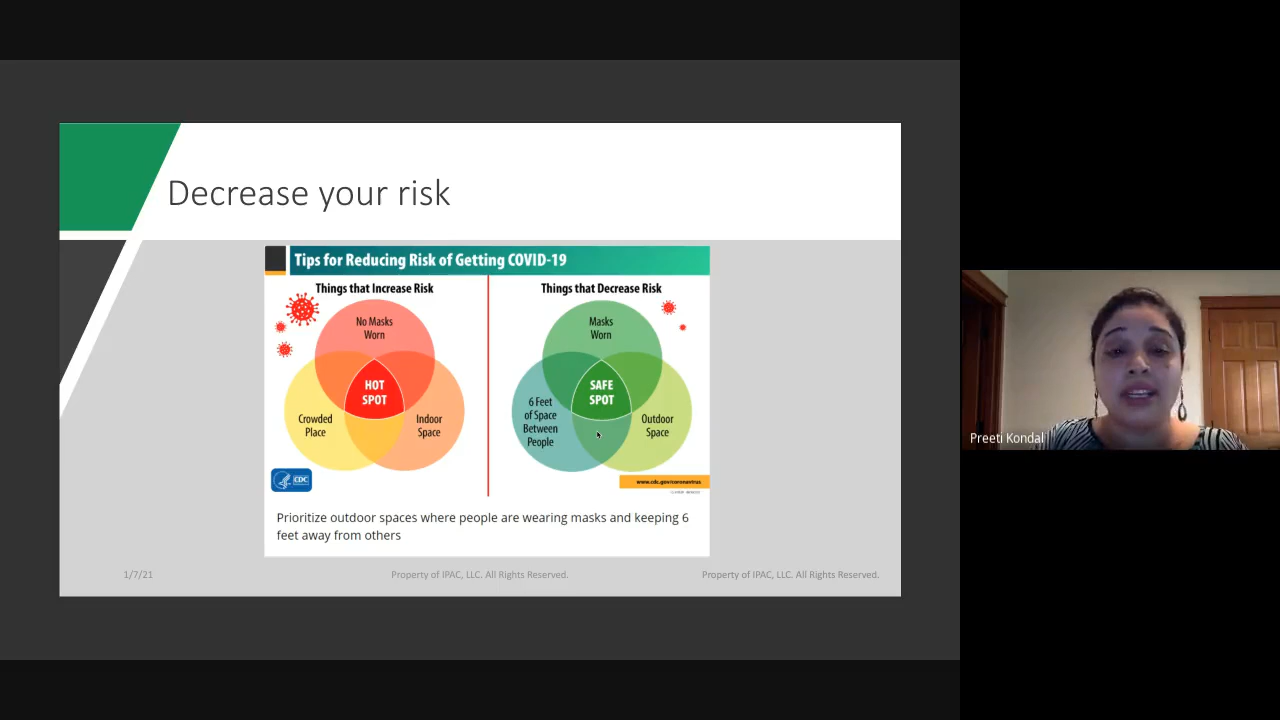 Decrease your risk
Tips for Reducing Risk of Getting COVID-19
Things that Increase Risk
No Masks
Worn
HOT
SPOT
Crowded
Place
Indoor
Space
CDC
Things that Decrease Risk
Masks
Worn
SAFE
SPOT
6 Feet
of Space
Between
People
Outdoor
Space
www.cdc.gov/coronavirus
Prioritize outdoor spaces where people are wearing masks and keeping 6
feet away from others
1/7/21
Property of IPAC, LLC. All Rights Reserved.
Property of IPAC, LLC. All Rights Reserved.
Preeti Kondal